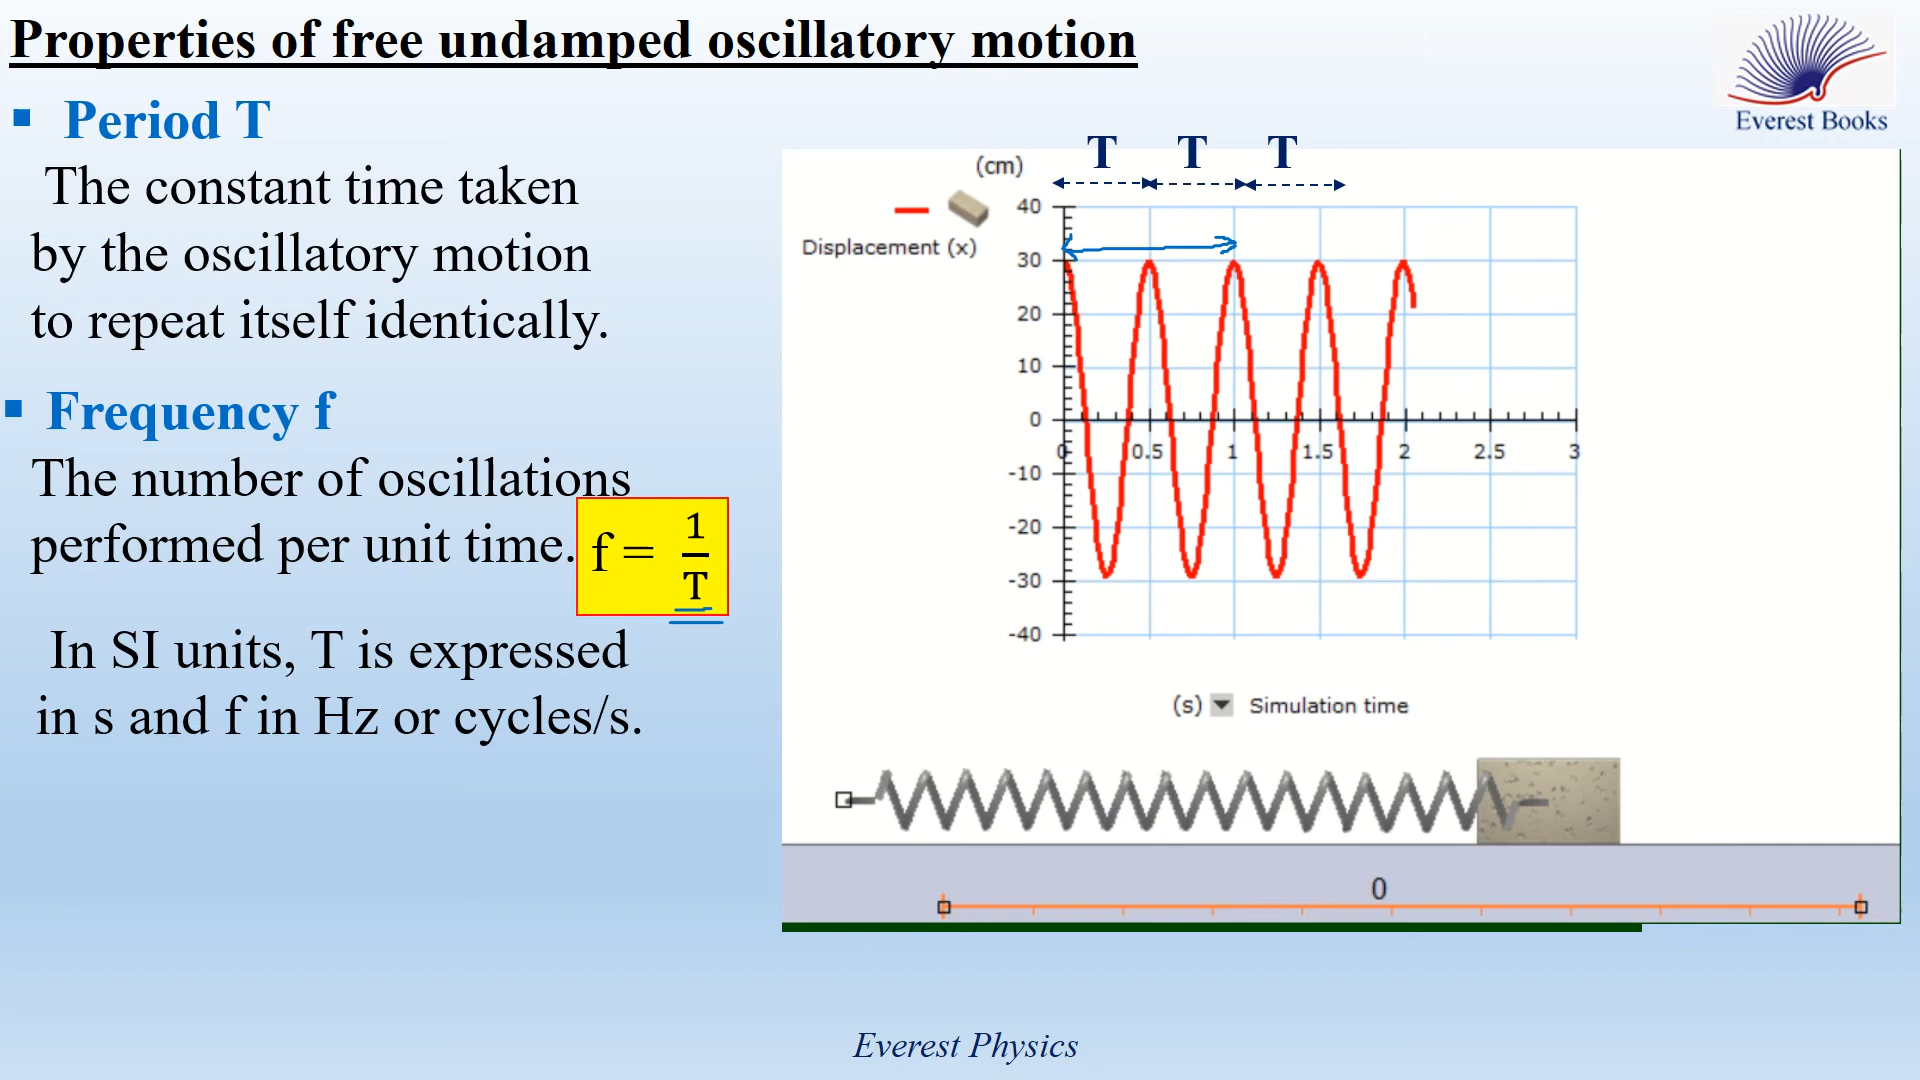 Properties of free undamped oscillatory motion
Everest Books
▪ Period T
The constant time taken
by the oscillatory motion
to repeat itself identically.
▪ Frequency f
The number of oscillations
performed per unit time.
f = 1/T
In SI units, T is expressed
in s and f in Hz or cycles/s.
T T T
(cm)
Displacement (x)
40
30
20
10
0
-10
-20
-30
-40
0 0.5 1 1.5 2 2.5 3
(s) Simulation time
0
Everest Physics